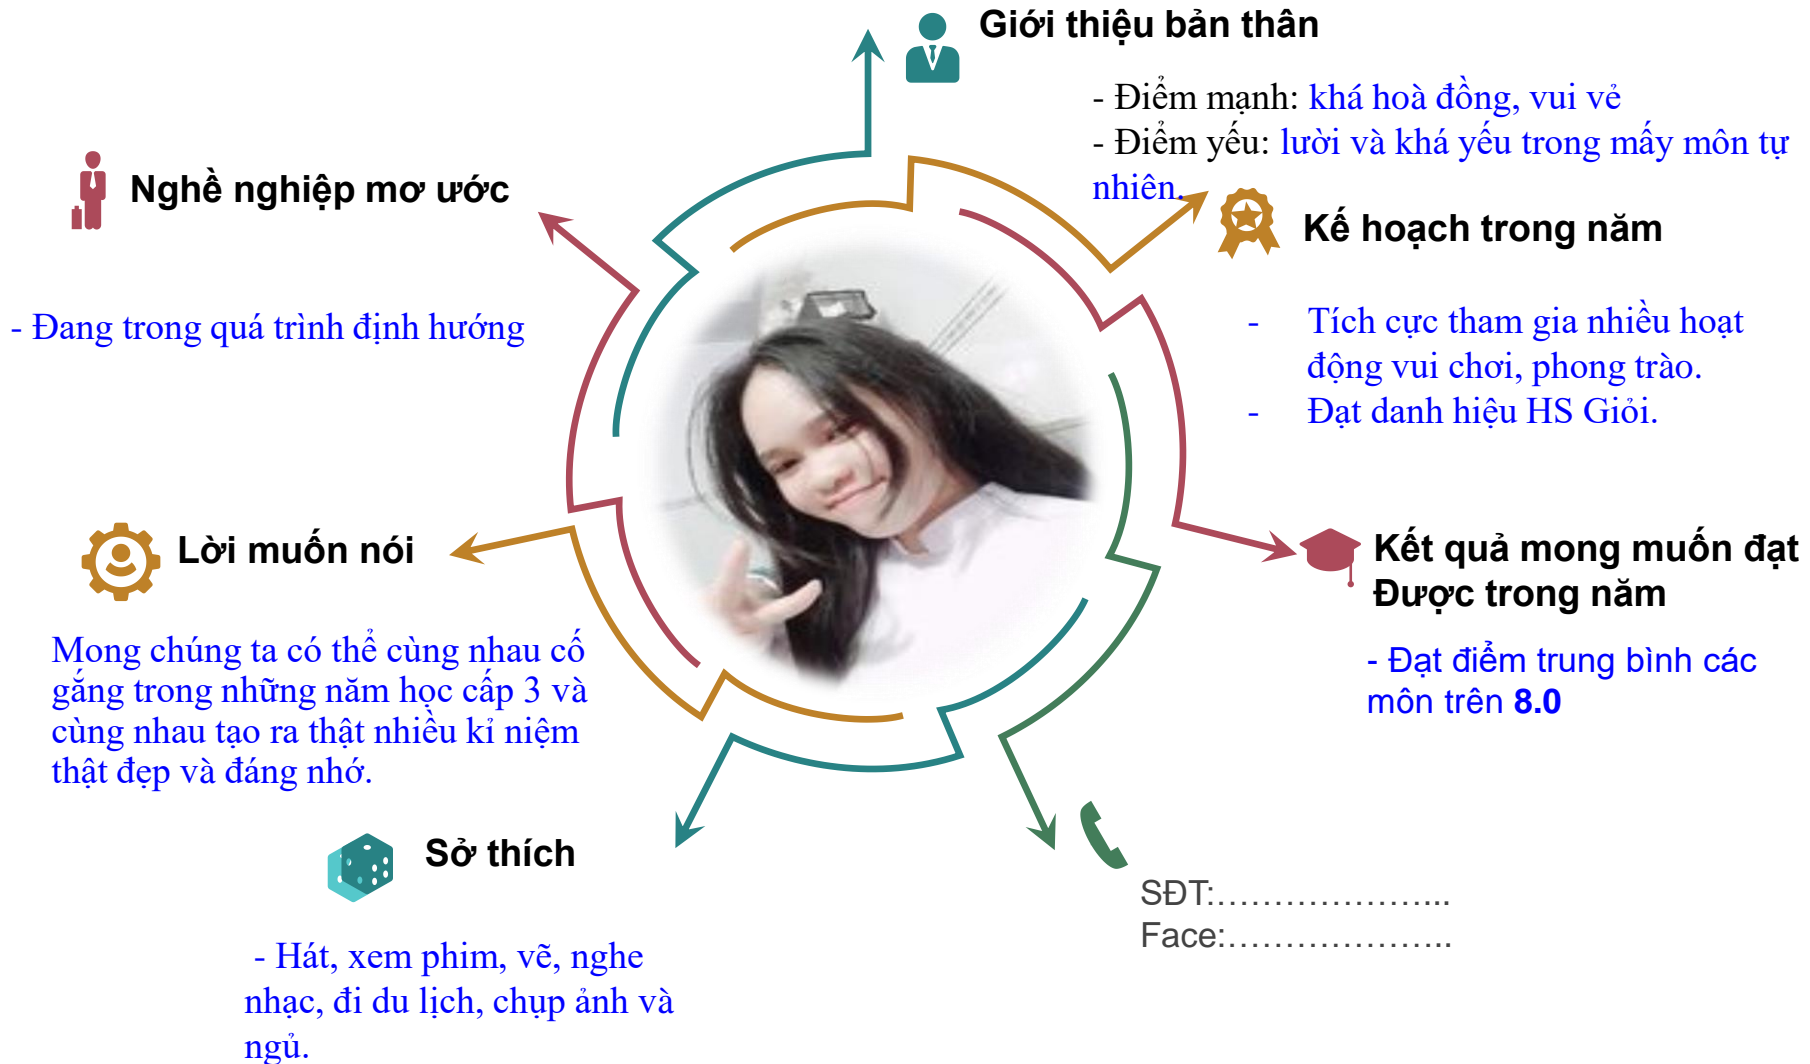 Giới thiệu bản thân
- Điểm mạnh: khá hoà đồng, vui vẻ
- Điểm yếu: lười và khá yếu trong mấy môn tự
nhiên.
Kế hoạch trong năm
- Tích cực tham gia nhiều hoạt
động vui chơi, phong trào.
- Đạt danh hiệu HS Giỏi.
Kết quả mong muốn đạt
Được trong năm
- Đạt điểm trung bình các
môn trên 8.0
SĐT:…………………...
Face:………………..
Sở thích
- Hát, xem phim, vẽ, nghe
nhạc, đi du lịch, chụp ảnh và
ngủ.
Lời muốn nói
Mong chúng ta có thể cùng nhau cố
gắng trong những năm học cấp 3 và
cùng nhau tạo ra thật nhiều kỉ niệm
thật đẹp và đáng nhớ.
Nghề nghiệp mơ ước
- Đang trong quá trình định hướng